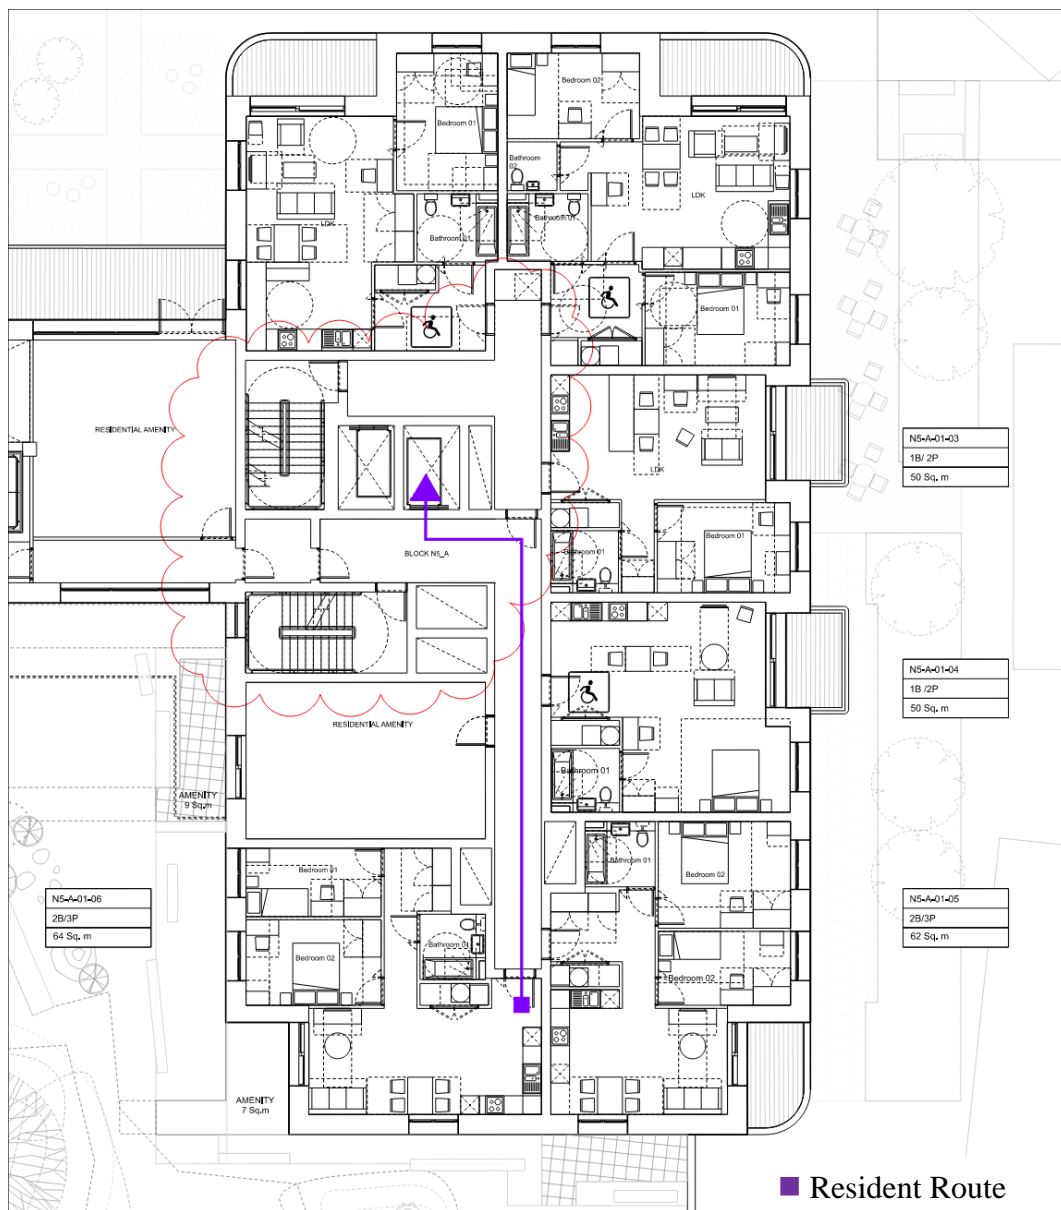 Bedroom 02
Bedroom 01
Bathroom
02
LDK
LDK
Bathroom 01
Bathroom 01
Bedroom 01
RESIDENTIAL AMENITY
N5-A-01-03
1B/ 2P
50 Sq. m
LDK
Bedroom 01
Bathroom 01
BLOCK N5_A
N5-A-01-04
1B /2P
50 Sq. m
RESIDENTIAL AMENITY
Bathroom 01
AMENITY
9 Sq.m
Bathroom 01
Bedroom 01
Bedroom 02
N5-A-01-06
2B/3P
64 Sq. m
N5-A-01-05
2B/3P
62 Sq. m
Bathroom 01
Bedroom 02
Bedroom 02
AMENITY
7 Sq.m
Resident Route